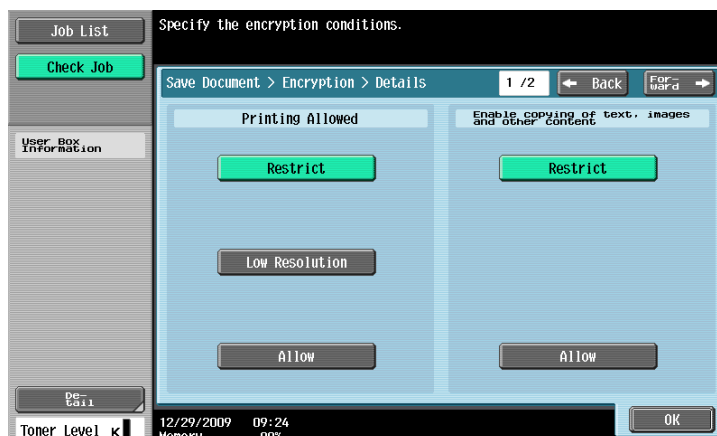 Job List
Specify the encryption conditions.
Check Job
Save Document > Encryption > Details
1 /2
← Back
For-
ward →
Printing Allowed
Enable copying of text, images
and other content
User Box
Information
Restrict
Restrict
Low Resolution
Allow
Allow
De-
tail
Toner Level K
12/29/2009 09:24
Memory 99%
OK